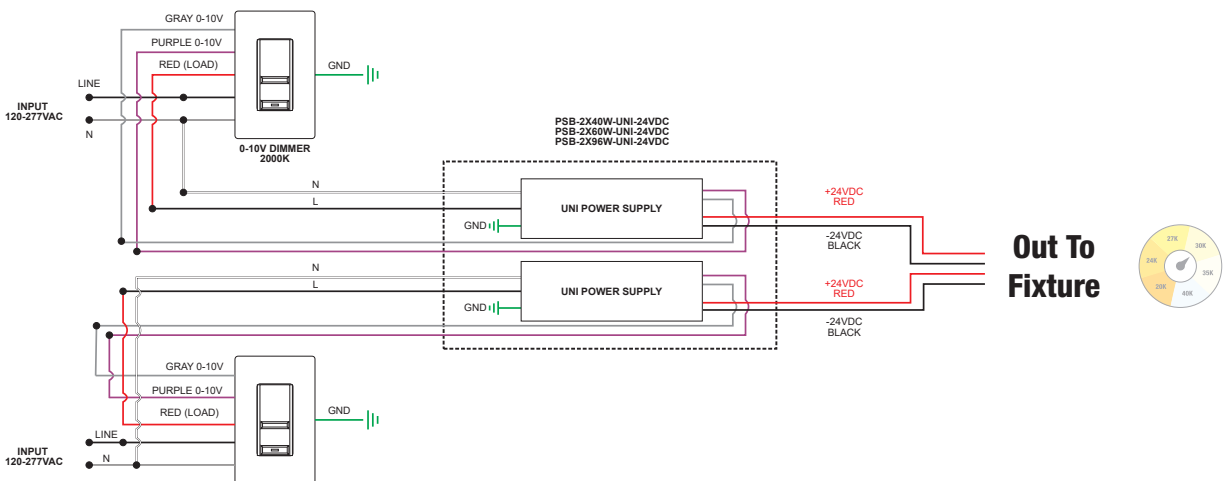 GRAY 0-10V
PURPLE 0-10V
RED (LOAD)
LINE
INPUT
120-277VAC
N
GND
0-10V DIMMER
2000K
PSB-2X40W-UNI-24VDC
PSB-2X60W-UNI-24VDC
PSB-2X96W-UNI-24VDC
N
L
GND
UNI POWER SUPPLY
+24VDC
RED
-24VDC
BLACK
N
L
GND
UNI POWER SUPPLY
+24VDC
RED
-24VDC
BLACK
Out To
Fixture
27K
30K
24K
35K
20K
40K
GRAY 0-10V
PURPLE 0-10V
RED (LOAD)
LINE
INPUT
120-277VAC
N
GND